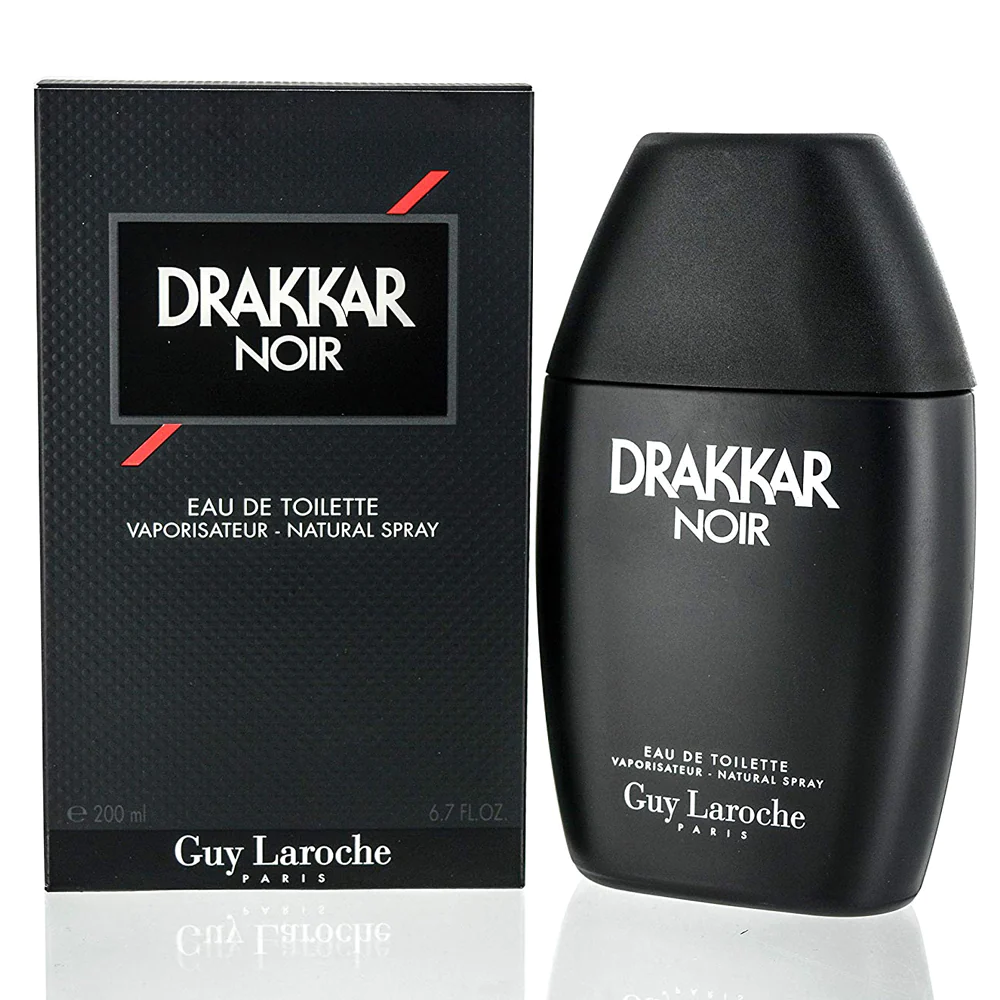 DRAKKAR
NOIR
EAU DE TOILETTE
VAPORISATEUR - NATURAL SPRAY
℮ 200 ml 6.7 FL.OZ.
Guy Laroche
PARIS
DRAKKAR
NOIR
EAU DE TOILETTE
VAPORISATEUR - NATURAL SPRAY
Guy Laroche
PARIS